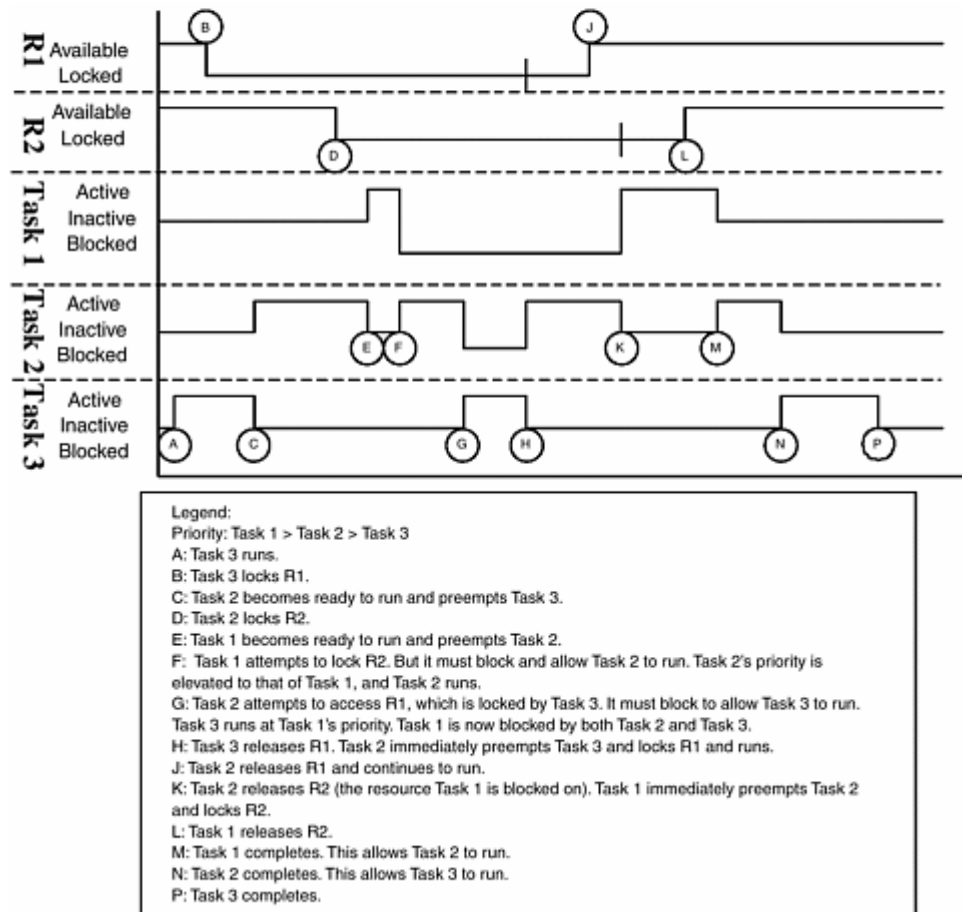 B
J
R1
Available
Locked
Available
R2
Locked
D
L
Task 1
Active
Inactive
Blocked
Task 2
Active
Inactive
Blocked
E
F
K
M
Task 3
Active
Inactive
Blocked
A
C
G
H
N
P
Legend:
Priority: Task 1 > Task 2 > Task 3
A: Task 3 runs.
B: Task 3 locks R1.
C: Task 2 becomes ready to run and preempts Task 3.
D: Task 2 locks R2.
E: Task 1 becomes ready to run and preempts Task 2.
F: Task 1 attempts to lock R2. But it must block and allow Task 2 to run. Task 2's priority is
elevated to that of Task 1, and Task 2 runs.
G: Task 2 attempts to access R1, which is locked by Task 3. It must block to allow Task 3 to run.
Task 3 runs at Task 1's priority. Task 1 is now blocked by both Task 2 and Task 3.
H: Task 3 releases R1. Task 2 immediately preempts Task 3 and locks R1 and runs.
J: Task 2 releases R1 and continues to run.
K: Task 2 releases R2 (the resource Task 1 is blocked on). Task 1 immediately preempts Task 2
and locks R2.
L: Task 1 releases R2.
M: Task 1 completes. This allows Task 2 to run.
N: Task 2 completes. This allows Task 3 to run.
P: Task 3 completes.